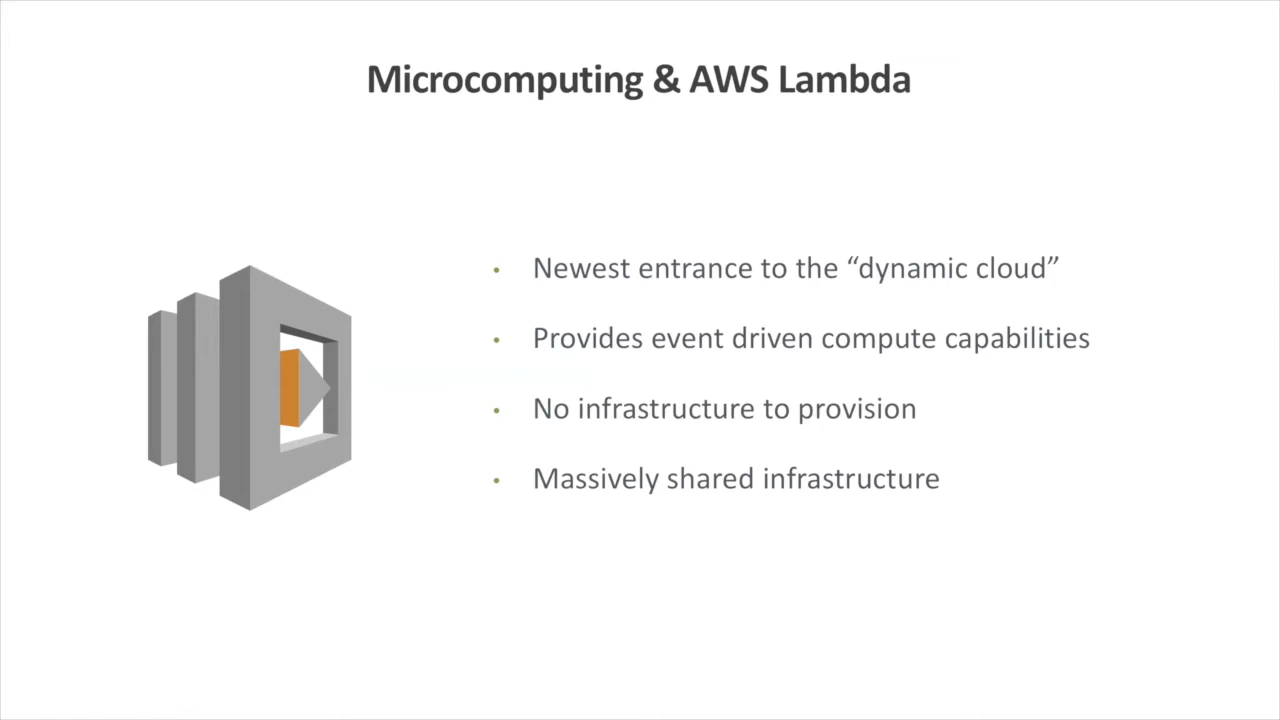 Microcomputing & AWS Lambda
• Newest entrance to the “dynamic cloud”
• Provides event driven compute capabilities
• No infrastructure to provision
• Massively shared infrastructure